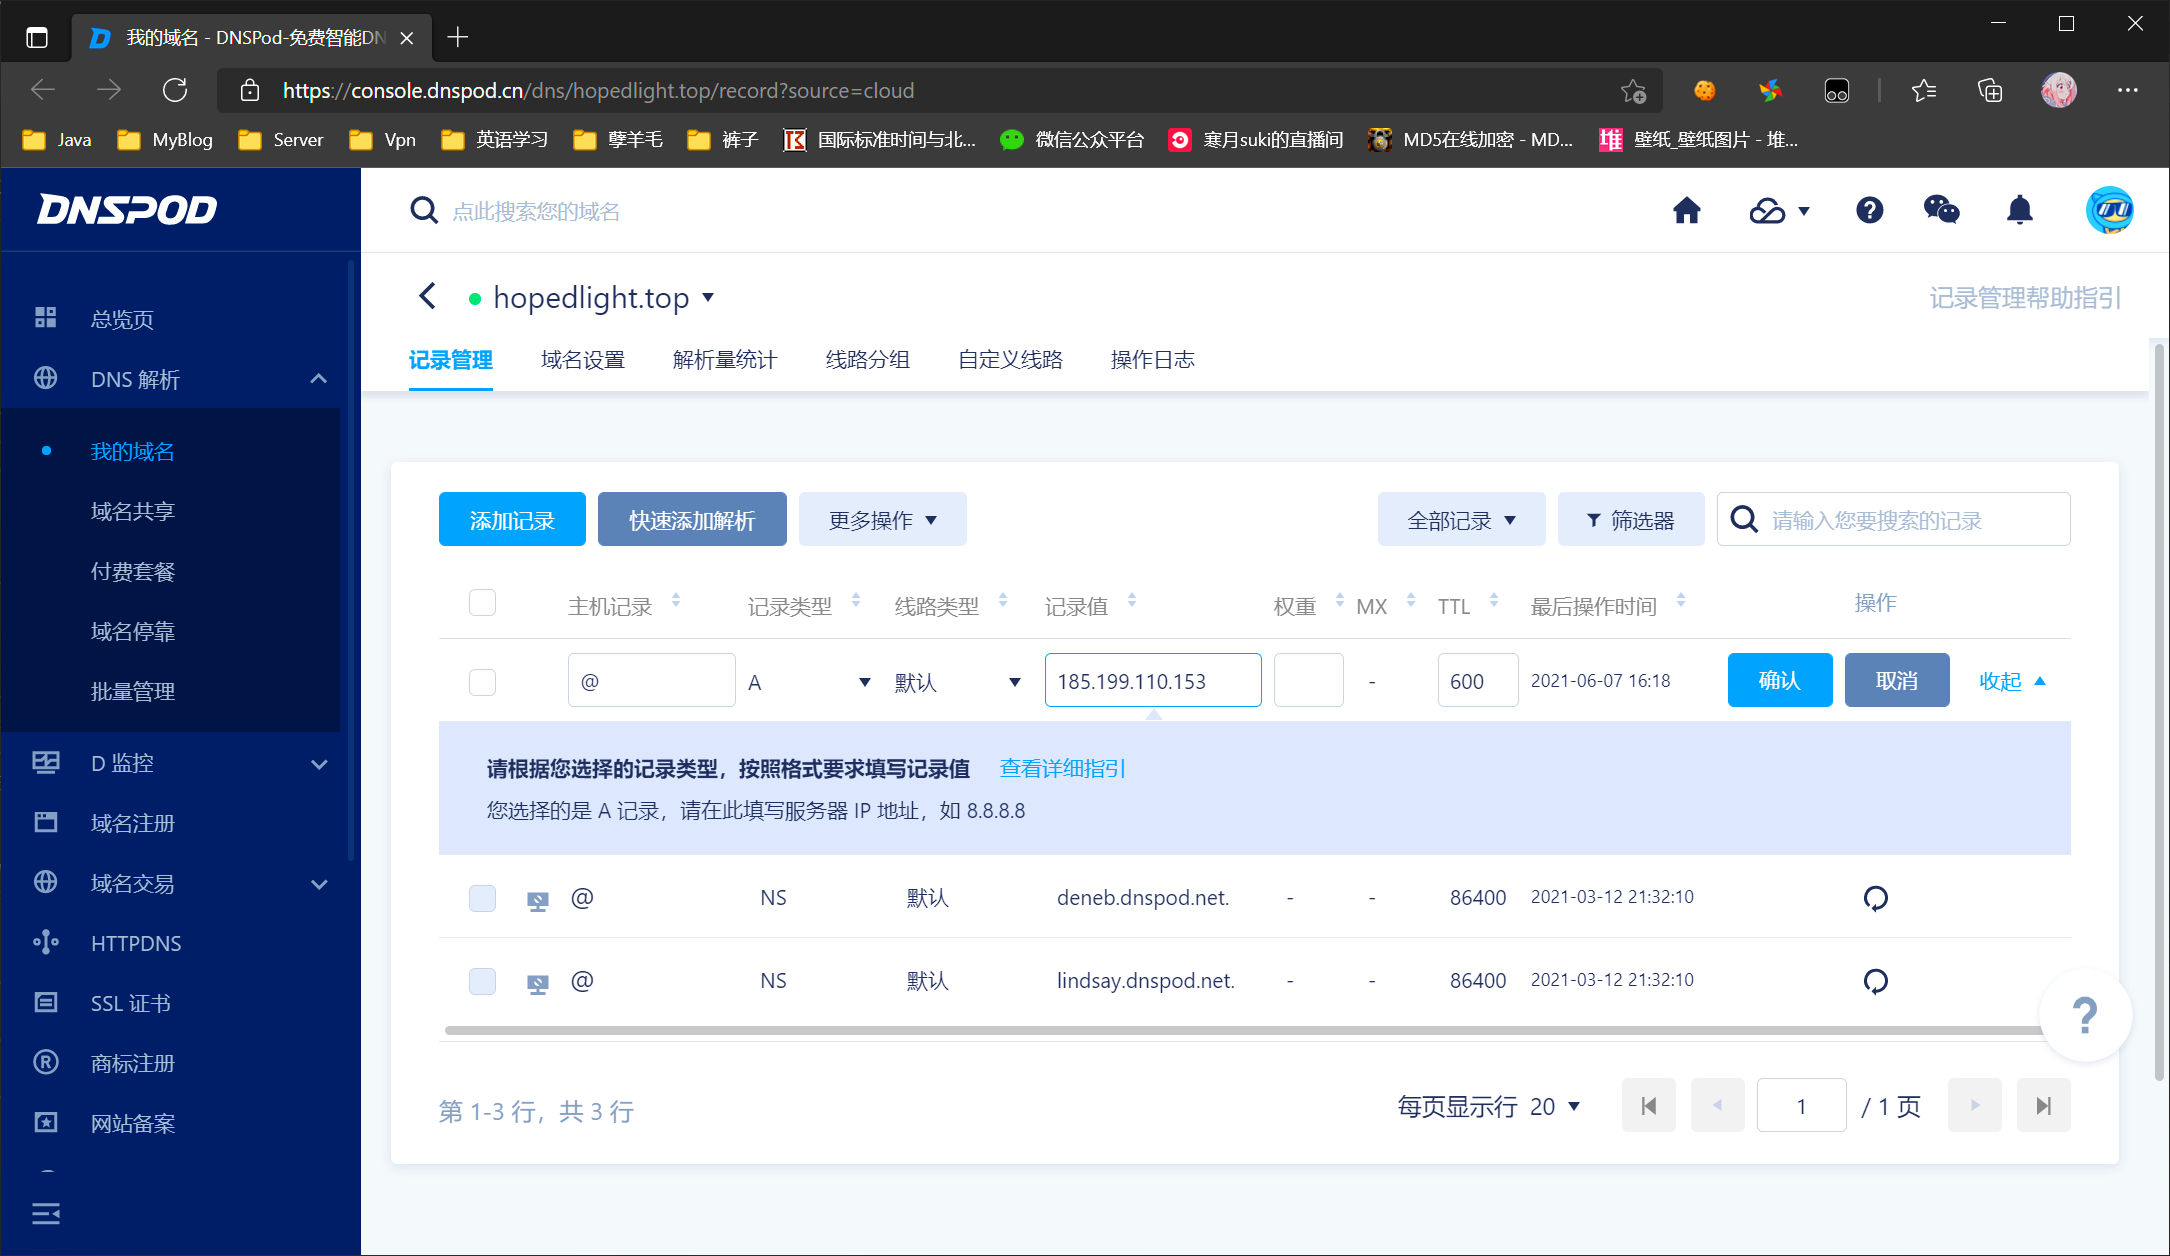 我的域名 - DNSPod-免费智能DN
https://console.dnspod.cn/dns/hopedlight.top/record?source=cloud
Java MyBlog Server Vpn 英语学习 孽羊毛 裤子 国际标准时间与北... 微信公众平台 寒月suki的直播间 MD5在线加密 - MD... 堆 壁纸_壁纸图片 - 堆...
DNSPOD
点此搜索您的域名
总览页
DNS 解析
我的域名
域名共享
付费套餐
域名停靠
批量管理
D 监控
域名注册
域名交易
HTTPDNS
SSL 证书
商标注册
网站备案
hopedlight.top
记录管理帮助指引
记录管理 域名设置 解析量统计 线路分组 自定义线路 操作日志
添加记录 快速添加解析 更多操作 全部记录 筛选器 请输入您要搜索的记录
主机记录 记录类型 线路类型 记录值 权重 MX TTL 最后操作时间 操作
@ A 默认 185.199.110.153 - 600 2021-06-07 16:18 确认 取消 收起
请根据您选择的记录类型，按照格式要求填写记录值 查看详细指引
您选择的是 A 记录，请在此填写服务器 IP 地址，如 8.8.8.8
@ NS 默认 deneb.dnspod.net. - - 86400 2021-03-12 21:32:10
@ NS 默认 lindsay.dnspod.net. - - 86400 2021-03-12 21:32:10
第 1-3 行，共 3 行
每页显示行 20 1 / 1 页